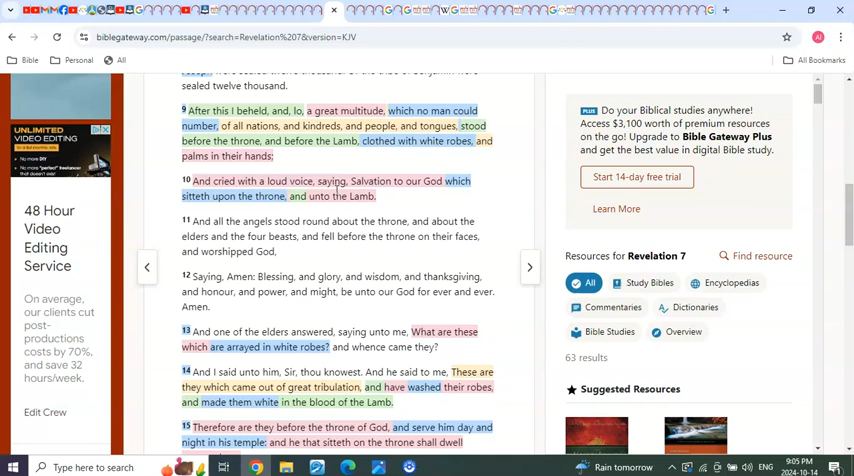 biblegateway.com/passage/?search=Revelation%207&version=KJV
Bible
Personal
All
All Bookmarks
sealed twelve thousand.
9 After this I beheld, and, lo, a great multitude, which no man could
number, of all nations, and kindreds, and people, and tongues, stood
before the throne, and before the Lamb, clothed with white robes, and
palms in their hands;
10 And cried with a loud voice, saying, Salvation to our God which
sitteth upon the throne, and unto the Lamb.
11 And all the angels stood round about the throne, and about the
elders and the four beasts, and fell before the throne on their faces,
and worshipped God,
12 Saying, Amen: Blessing, and glory, and wisdom, and thanksgiving,
and honour, and power, and might, be unto our God for ever and ever.
Amen.
13 And one of the elders answered, saying unto me, What are these
which are arrayed in white robes? and whence came they?
14 And I said unto him, Sir, thou knowest. And he said to me, These are
they which came out of great tribulation, and have washed their robes,
and made them white in the blood of the Lamb.
15 Therefore are they before the throne of God, and serve him day and
night in his temple: and he that sitteth on the throne shall dwell
UNLIMITED
VIDEO EDITING
48 Hour
Video
Editing
Service
On average,
our clients cut
post-
productions
costs by 70%,
and save 32
hours/week.
Edit Crew
PLUS Do your Biblical studies anywhere!
Access $3,100 worth of premium resources
on the go! Upgrade to Bible Gateway Plus
and get the best value in digital Bible study.
Start 14-day free trial
Learn More
Resources for Revelation 7
Find resource
All
Study Bibles
Encyclopedias
Commentaries
Dictionaries
Bible Studies
Overview
63 results
Suggested Resources
Type here to search
Rain tomorrow
ENG
9:05 PM
2024-10-14